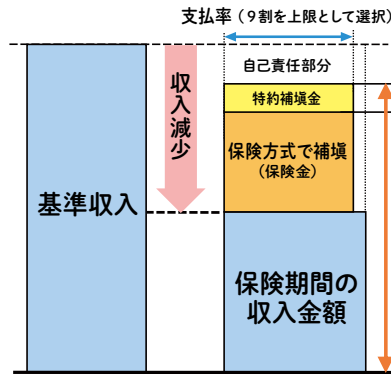 支払率(9割を上限として選択)
自己責任部分
特約補填金
収入減少
保険方式で補填
(保険金)
基準収入
保険期間の
収入金額